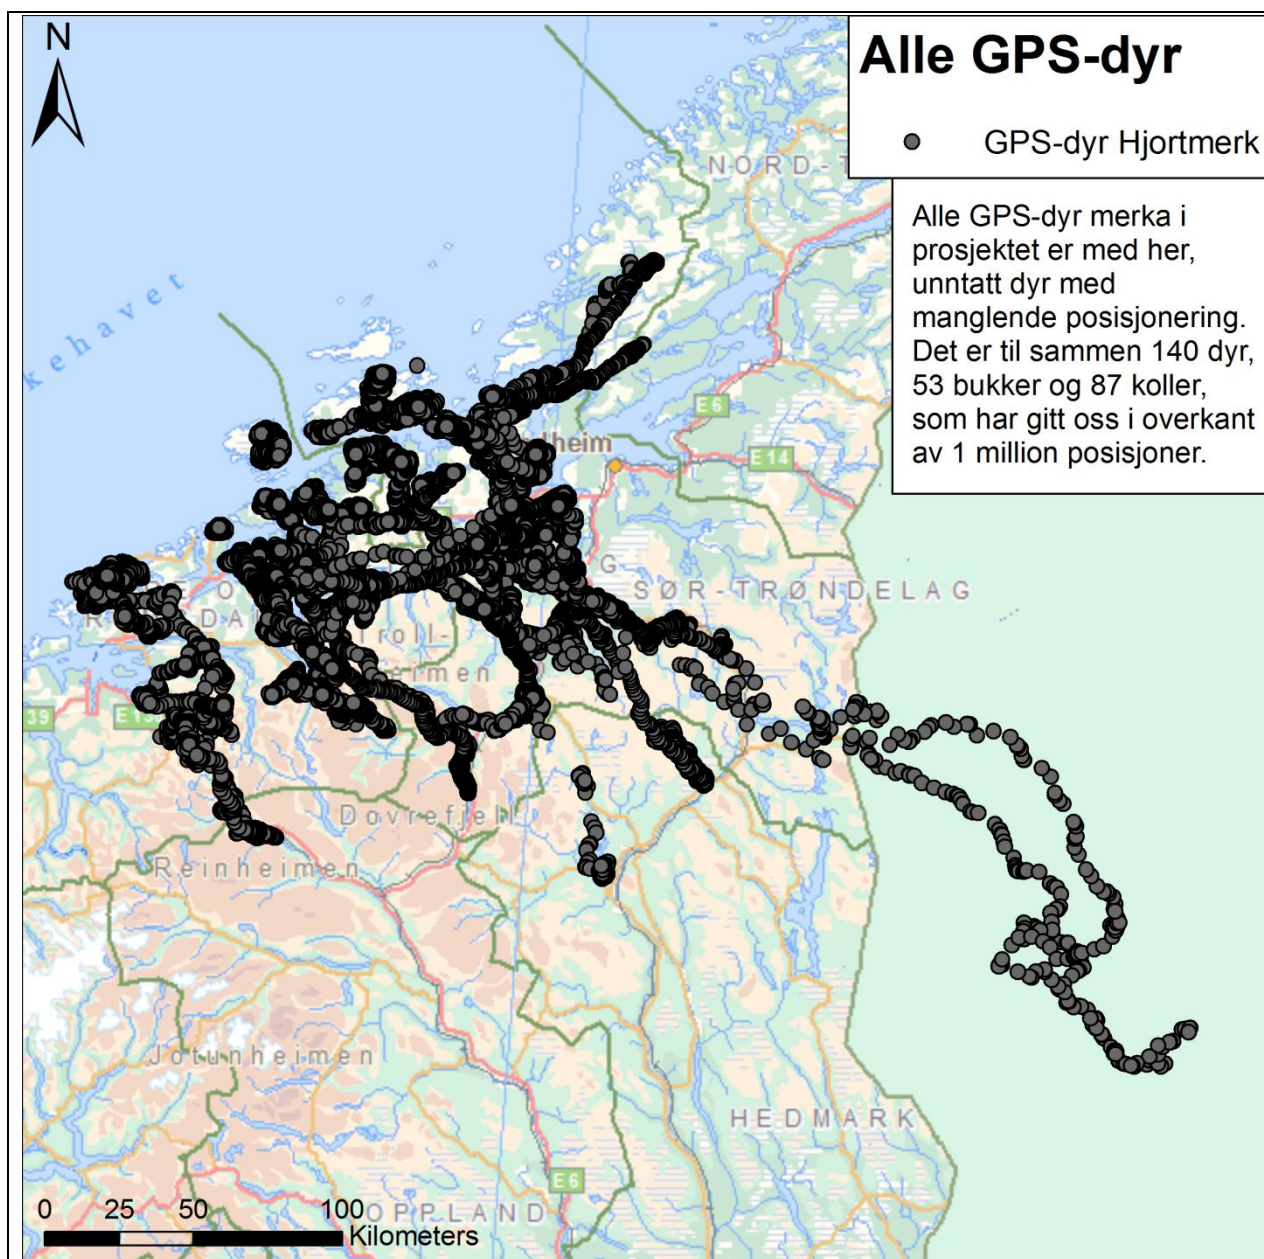 N
Alle GPS-dyr
GPS-dyr Hjortmerk
Alle GPS-dyr merka i
prosjektet er med her,
unntatt dyr med
manglende posisjonering.
Det er til sammen 140 dyr,
53 bukker og 87 koller,
som har gitt oss i overkant
av 1 million posisjoner.
NORD-T
kehavet
E6
lheim
E14
G
SØR-TRØNDELAG
Troll-
eimen
39
E 13
Dovrefjell
Reinheimen
Jotunheimen
HEDMARK
E6
OPPLAND
0 25 50 100
Kilometers